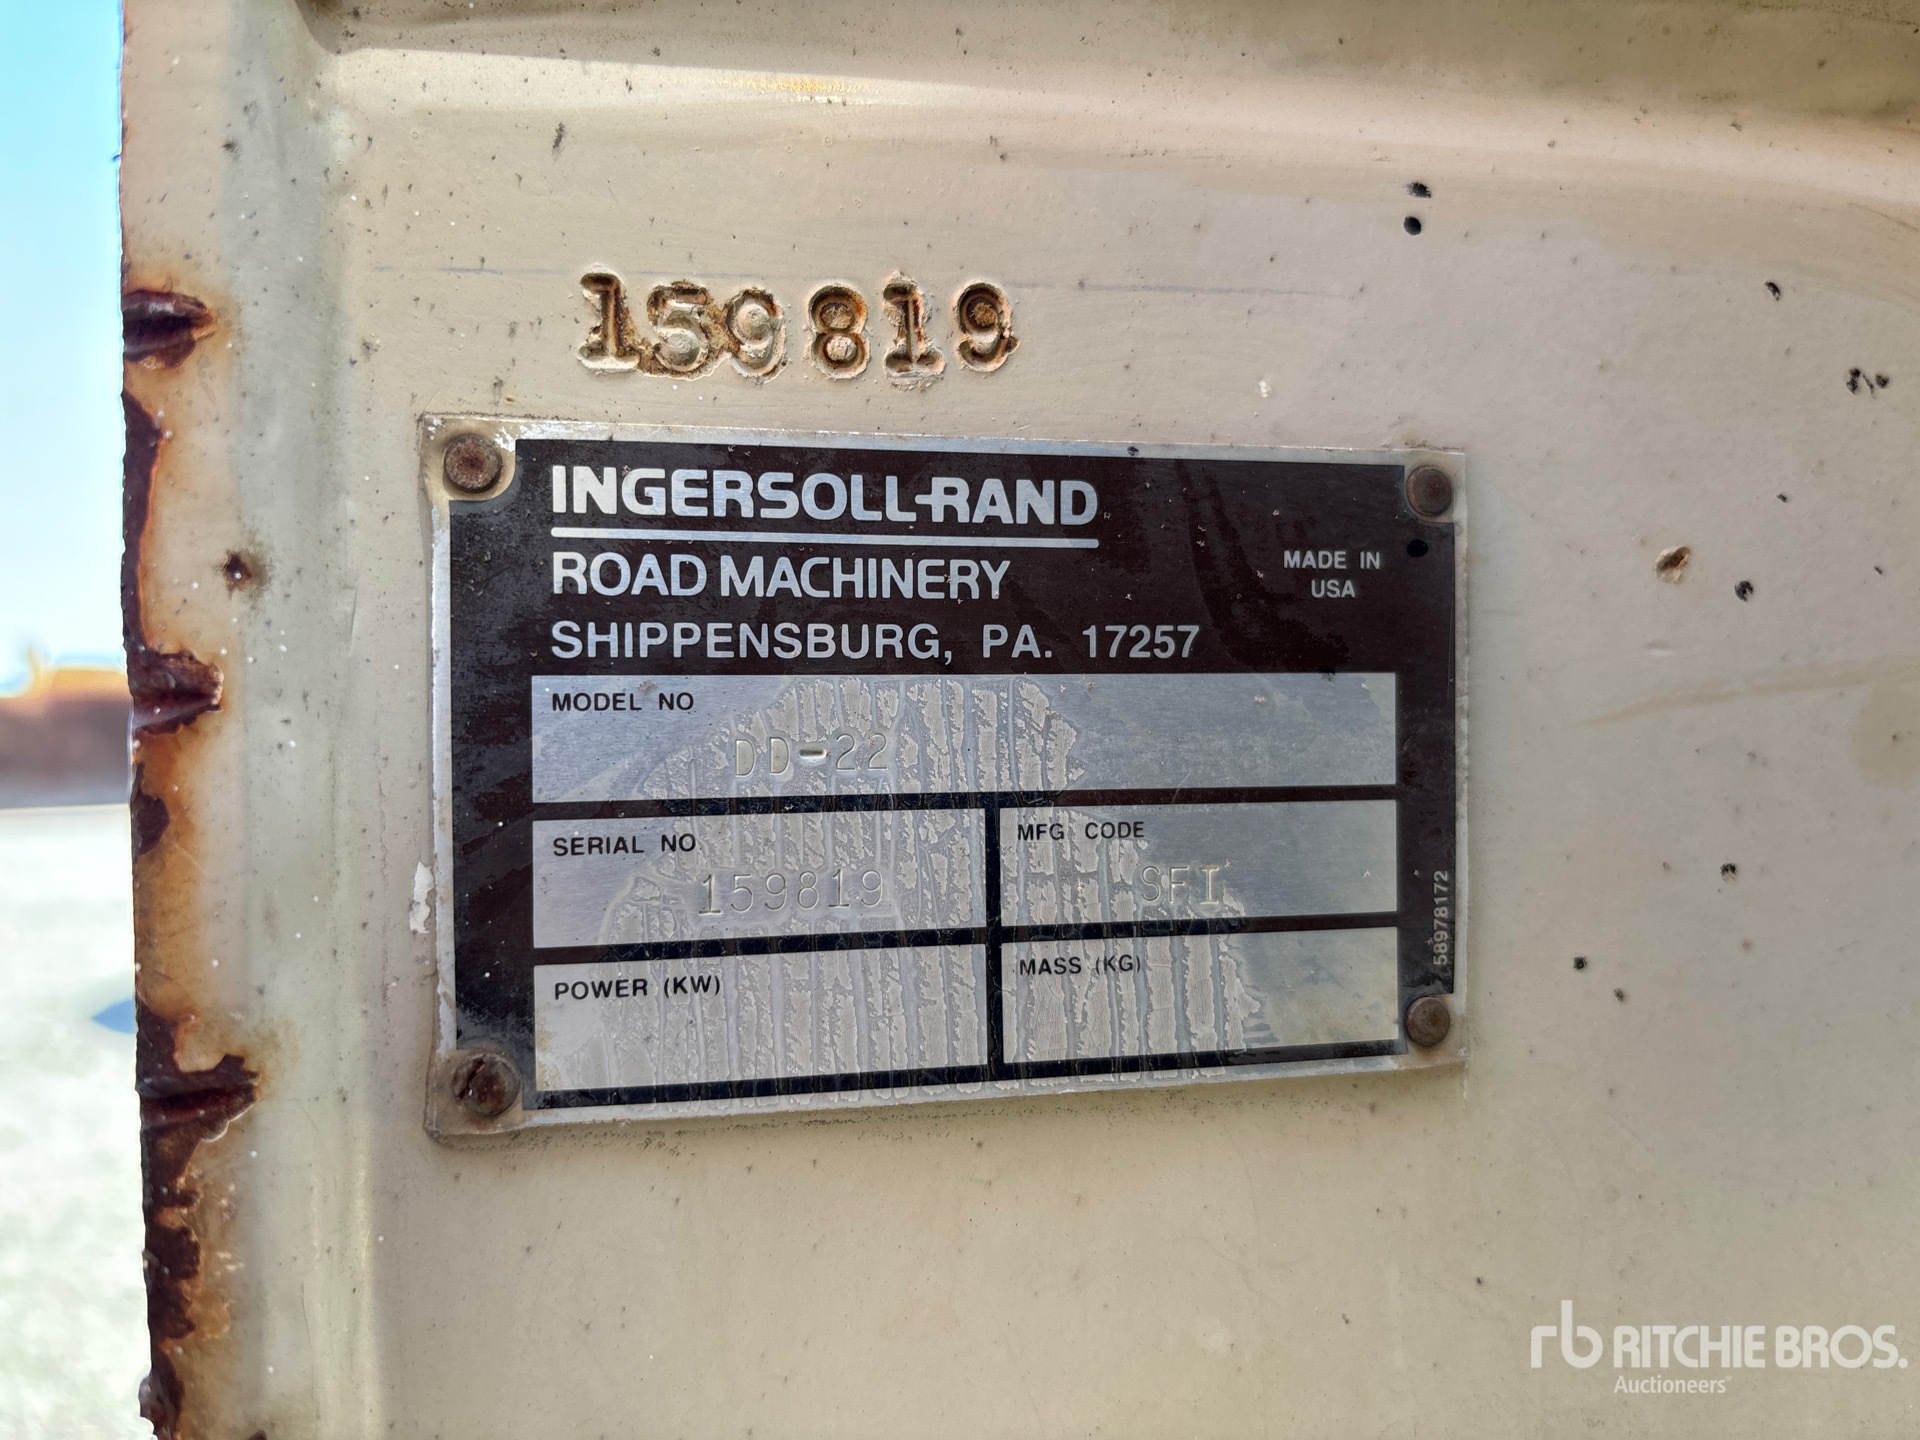 159819
INGERSOLL-RAND
ROAD MACHINERY
MADE IN
USA
SHIPPENSBURG, PA. 17257
MODEL NO
DD-22
SERIAL NO
159819
MFG CODE
SFI
POWER (KW)
MASS (KG)
58978172
rb RITCHIE BROS.
Auctioneers